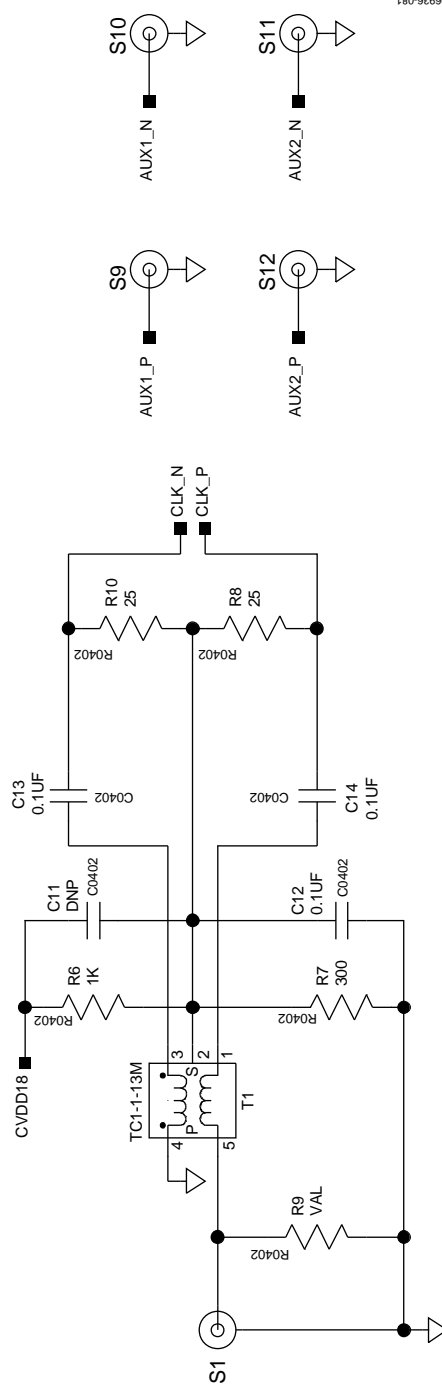 S10
AUX1_N
S11
AUX2_N
S9
AUX1_P
S12
AUX2_P
CLK_N
CLK_P
R10
25
R0402
R8
25
R0402
C13
0.1UF
C0402
C14
0.1UF
C0402
C11
DNP
C0402
C12
0.1UF
C0402
CVDD18
R6
1K
R0402
R7
300
R0402
TC1-1-13M
3
S
2
1
4
P
5
T1
R9
VAL
R0402
S1